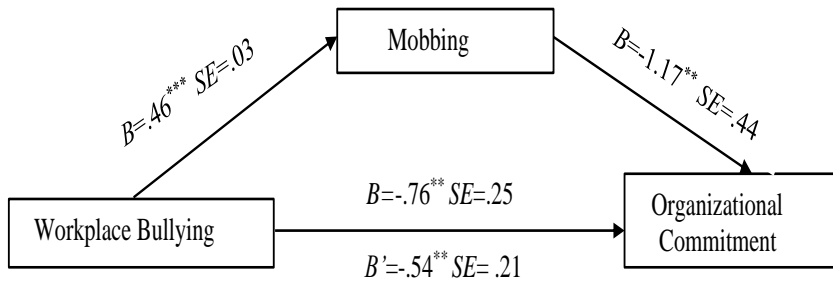 Mobbing
B=.46*** SE=.03
B=-1.17** SE=.44
B=-.76** SE=.25
Workplace Bullying
Organizational
Commitment
B’=-.54** SE= .21